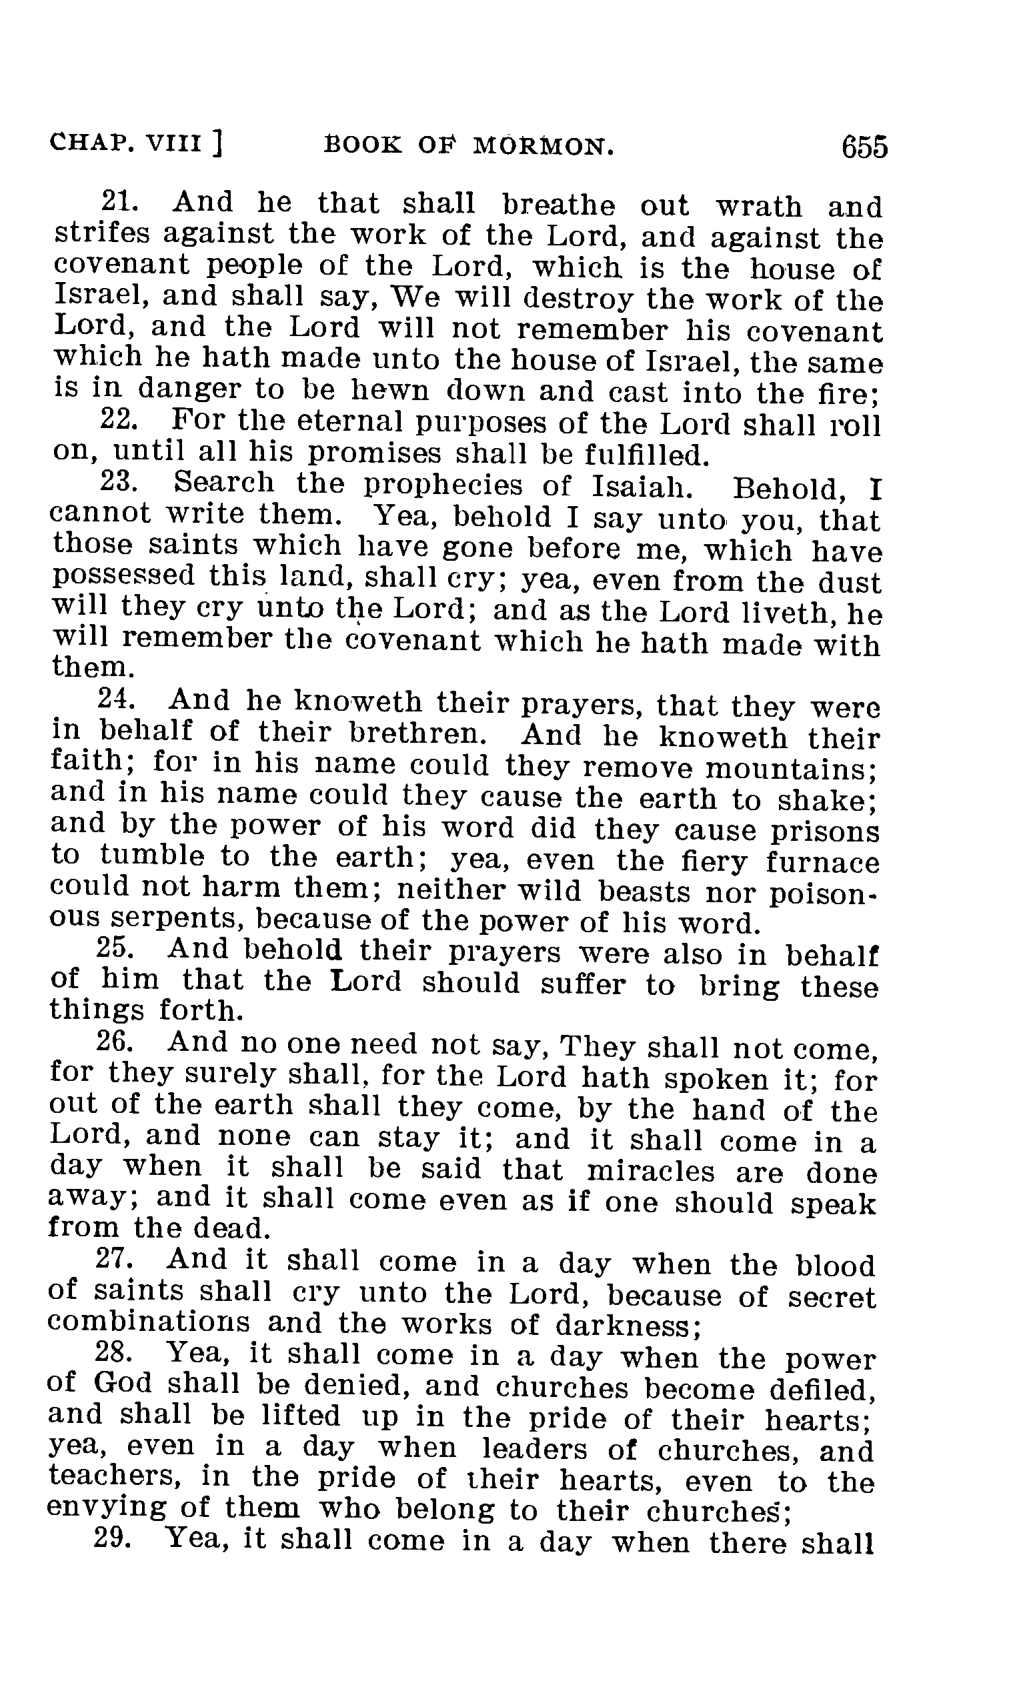 CHAP. VIII ] BOOK OF MORMON. 655
21. And he that shall breathe out wrath and
strifes against the work of the Lord, and against the
covenant people of the Lord, which is the house of
Israel, and shall say, We will destroy the work of the
Lord, and the Lord will not remember his covenant
which he hath made unto the house of Israel, the same
is in danger to be hewn down and cast into the fire;
22. For the eternal purposes of the Lord shall roll
on, until all his promises shall be fulfilled.
23. Search the prophecies of Isaiah. Behold, I
cannot write them. Yea, behold I say unto you, that
those saints which have gone before me, which have
possessed this land, shall cry; yea, even from the dust
will they cry unto the Lord; and as the Lord liveth, he
will remember the covenant which he hath made with
them.
24. And he knoweth their prayers, that they were
in behalf of their brethren. And he knoweth their
faith; for in his name could they remove mountains;
and in his name could they cause the earth to shake;
and by the power of his word did they cause prisons
to tumble to the earth; yea, even the fiery furnace
could not harm them; neither wild beasts nor poison-
ous serpents, because of the power of his word.
25. And behold their prayers were also in behalf
of him that the Lord should suffer to bring these
things forth.
26. And no one need not say, They shall not come,
for they surely shall, for the Lord hath spoken it; for
out of the earth shall they come, by the hand of the
Lord, and none can stay it; and it shall come in a
day when it shall be said that miracles are done
away; and it shall come even as if one should speak
from the dead.
27. And it shall come in a day when the blood
of saints shall cry unto the Lord, because of secret
combinations and the works of darkness;
28. Yea, it shall come in a day when the power
of God shall be denied, and churches become defiled,
and shall be lifted up in the pride of their hearts;
yea, even in a day when leaders of churches, and
teachers, in the pride of their hearts, even to the
envying of them who belong to their churches;
29. Yea, it shall come in a day when there shall